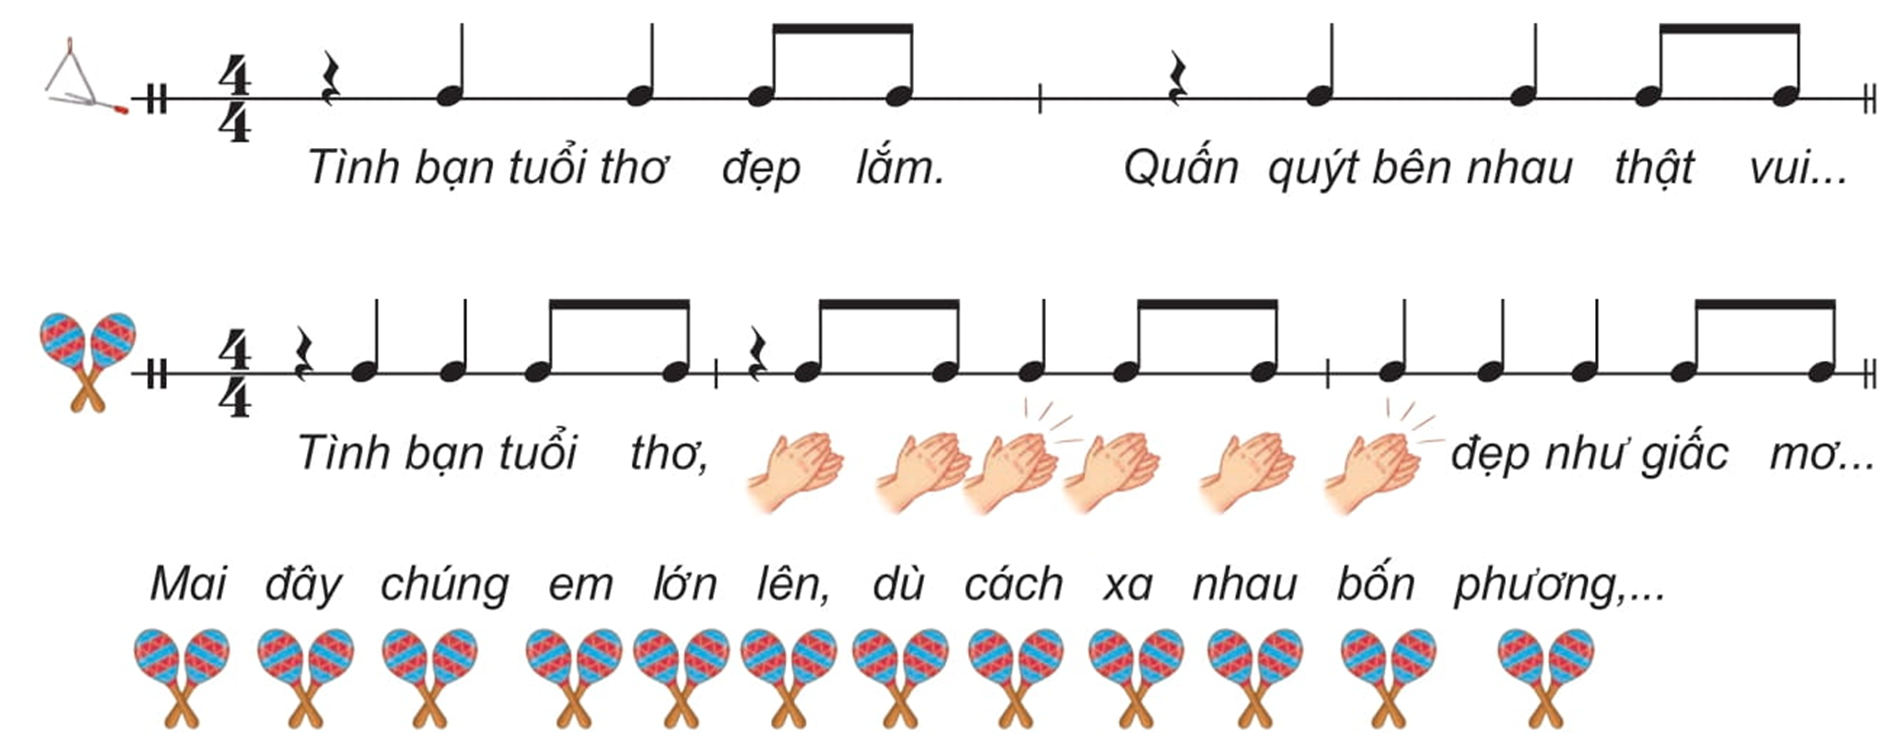 4
4
Tình bạn tuổi thơ đẹp lắm. Quấn quýt bên nhau thật vui...
4
4
Tình bạn tuổi thơ, đẹp như giấc mơ...
Mai đây chúng em lớn lên, dù cách xa nhau bốn phương,...